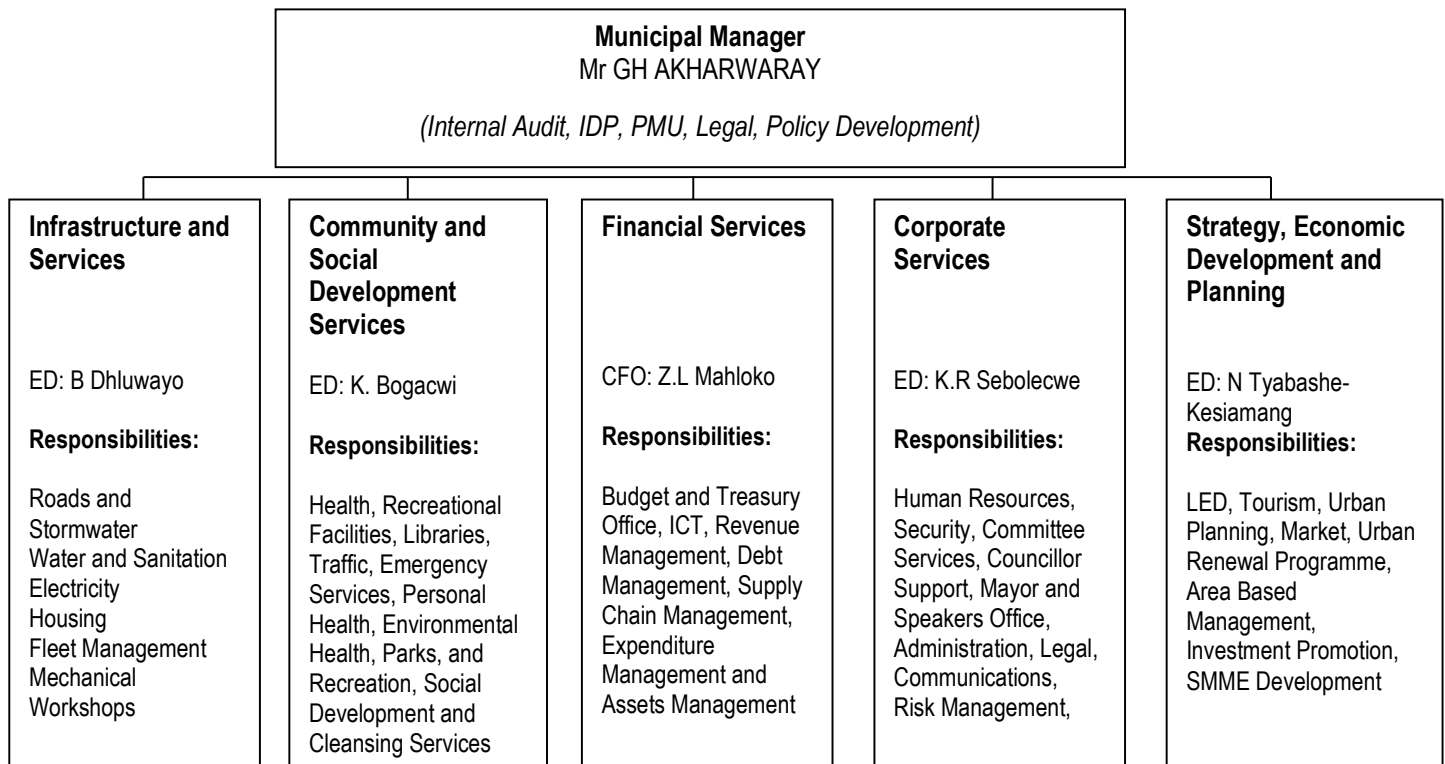 Municipal Manager
Mr GH AKHARWARAY
(Internal Audit, IDP, PMU, Legal, Policy Development)
Infrastructure and
Services
ED: B Dhluwayo
Responsibilities:
Roads and
Stormwater
Water and Sanitation
Electricity
Housing
Fleet Management
Mechanical
Workshops
Community and
Social
Development
Services
ED: K. Bogacwi
Responsibilities:
Health, Recreational
Facilities, Libraries,
Traffic, Emergency
Services, Personal
Health, Environmental
Health, Parks, and
Recreation, Social
Development and
Cleansing Services
Financial Services
CFO: Z.L Mahloko
Responsibilities:
Budget and Treasury
Office, ICT, Revenue
Management, Debt
Management, Supply
Chain Management,
Expenditure
Management and
Assets Management
Corporate
Services
ED: K.R Sebolecwe
Responsibilities:
Human Resources,
Security, Committee
Services, Councillor
Support, Mayor and
Speakers Office,
Administration, Legal,
Communications,
Risk Management,
Strategy, Economic
Development and
Planning
ED: N Tyabashe-
Kesiamang
Responsibilities:
LED, Tourism, Urban
Planning, Market, Urban
Renewal Programme,
Area Based
Management,
Investment Promotion,
SMME Development